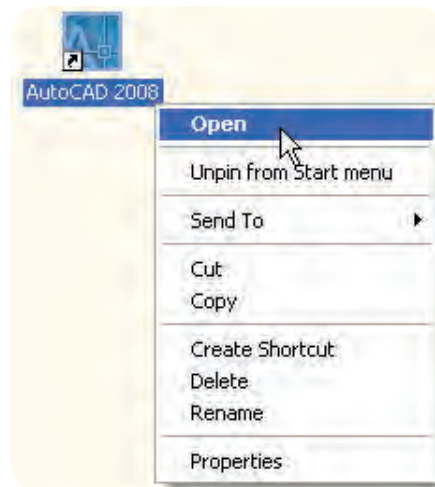 AutoCAD 2008
Open
Unpin from Start menu
Send To
Cut
Copy
Create Shortcut
Delete
Rename
Properties